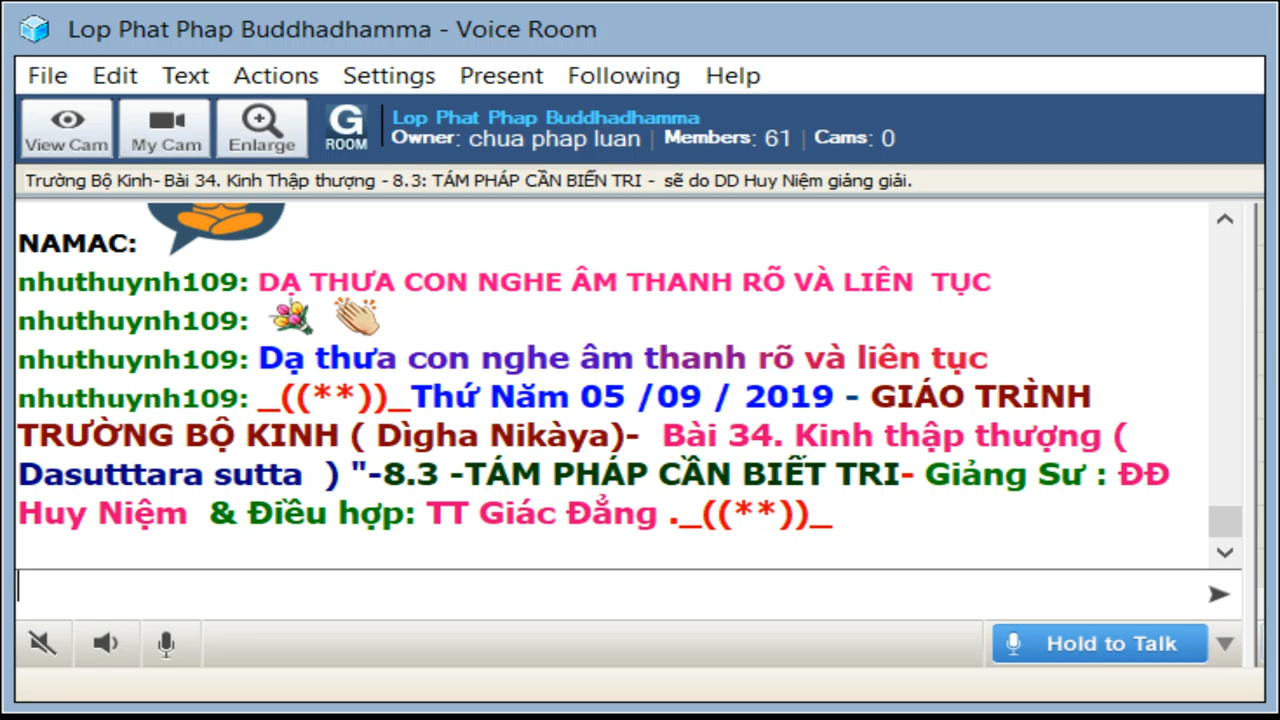 Lop Phat Phap Buddhadhamma - Voice Room
File Edit Text Actions Settings Present Following Help
View Cam My Cam Enlarge G ROOM
Lop Phat Phap Buddhadhamma
Owner: chua phap luan | Members: 61 | Cams: 0
Trường Bộ Kinh- Bài 34. Kinh Thập thượng - 8.3: TÁM PHÁP CẦN BIẾN TRI - sẽ do DD Huy Niệm giảng giải.
NAMAC:
nhuthuynh109: DẠ THƯA CON NGHE ÂM THANH RÕ VÀ LIÊN TỤC
nhuthuynh109:
nhuthuynh109: Dạ thưa con nghe âm thanh rõ và liên tục
nhuthuynh109: _((**))_Thứ Năm 05 /09 / 2019 - GIÁO TRÌNH
TRƯỜNG BỘ KINH ( Dìgha Nikàya)- Bài 34. Kinh thập thượng (
Dasutttara sutta ) "-8.3 -TÁM PHÁP CẦN BIẾT TRI- Giảng Sư : ĐĐ
Huy Niệm & Điều hợp: TT Giác Đẳng ._((**))_
Hold to Talk